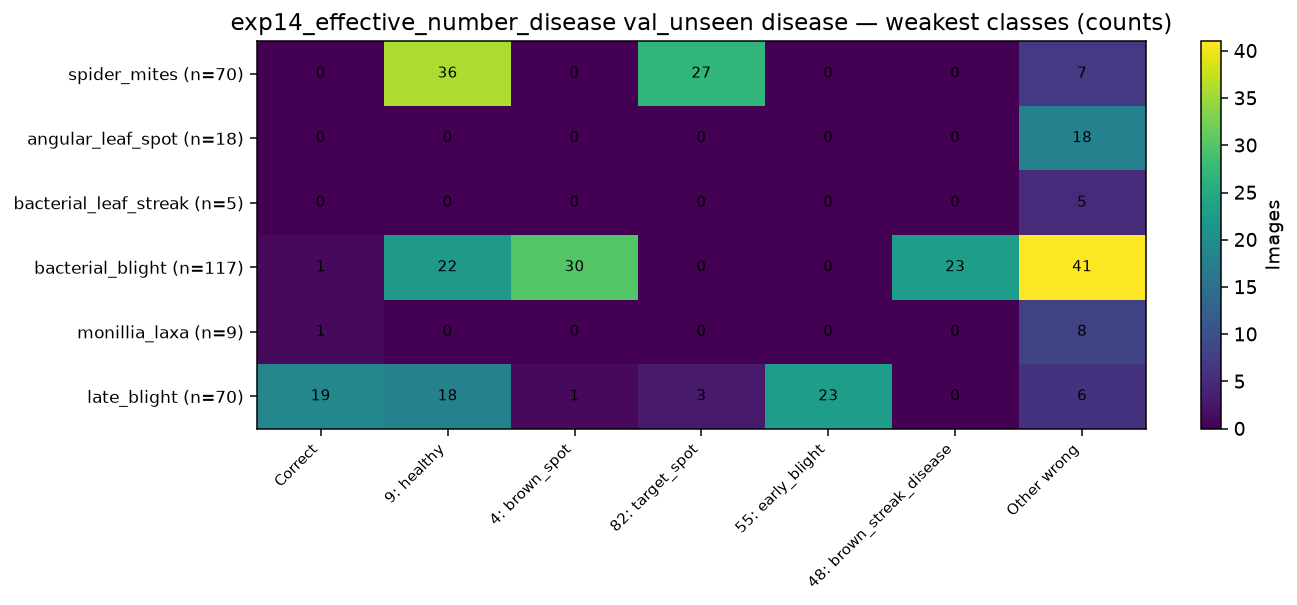 exp14_effective_number_disease val_unseen disease — weakest classes (counts)
spider_mites (n=70) 0 36 0 27 0 0 7
angular_leaf_spot (n=18) 0 0 0 0 0 0 18
bacterial_leaf_streak (n=5) 0 0 0 0 0 0 5
bacterial_blight (n=117) 1 22 30 0 0 23 41
monillia_laxa (n=9) 1 0 0 0 0 0 8
late_blight (n=70) 19 18 1 3 23 0 6
Correct
9: healthy
4: brown_spot
82: target_spot
55: early_blight
48: brown_streak_disease
Other wrong
40
35
30
25
20
15
10
5
0
Images